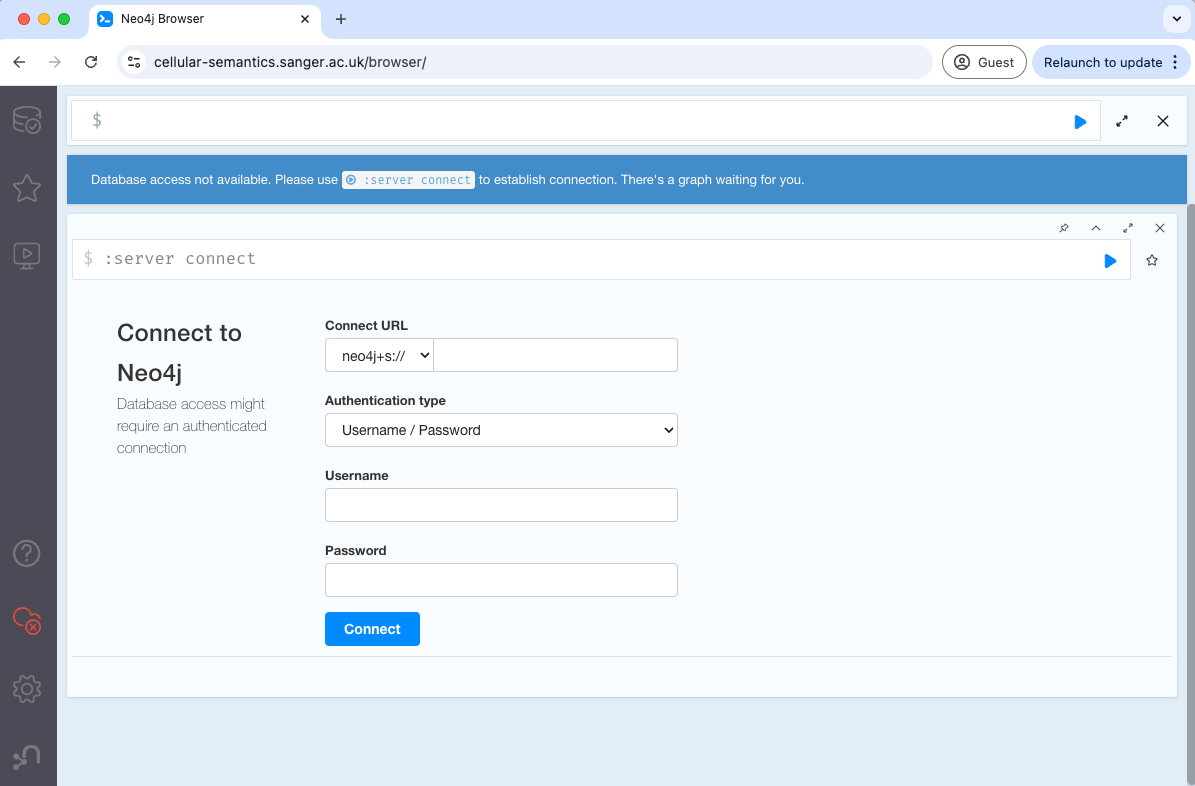 Neo4j Browser
cellular-semantics.sanger.ac.uk/browser/
Guest
Relaunch to update
$
Database access not available. Please use :server connect to establish connection. There's a graph waiting for you.
$ :server connect
Connect to
Neo4j
Database access might
require an authenticated
connection
Connect URL
neo4j+s://
Authentication type
Username / Password
Username
Password
Connect